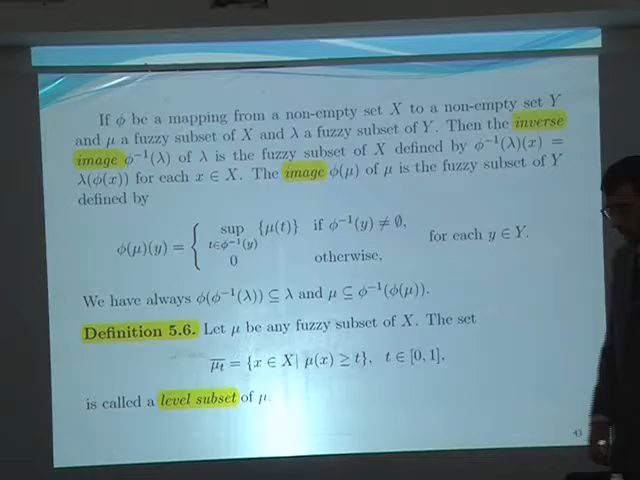 If ϕ be a mapping from a non-empty set X to a non-empty set Y
and μ a fuzzy subset of X and λ a fuzzy subset of Y. Then the inverse
image ϕ⁻¹(λ) of λ is the fuzzy subset of X defined by ϕ⁻¹(λ)(x) =
λ(ϕ(x)) for each x ∈ X. The image ϕ(μ) of μ is the fuzzy subset of Y
defined by
ϕ(μ)(y) = { sup {μ(t)} if ϕ⁻¹(y) ≠ ∅,
t∈ϕ⁻¹(y)
for each y ∈ Y.
0 otherwise,
We have always ϕ(ϕ⁻¹(λ)) ⊆ λ and μ ⊆ ϕ⁻¹(ϕ(μ)).
Definition 5.6. Let μ be any fuzzy subset of X. The set
μ̅ₜ = {x ∈ X| μ(x) ≥ t}, t ∈ [0,1],
is called a level subset of μ.
43